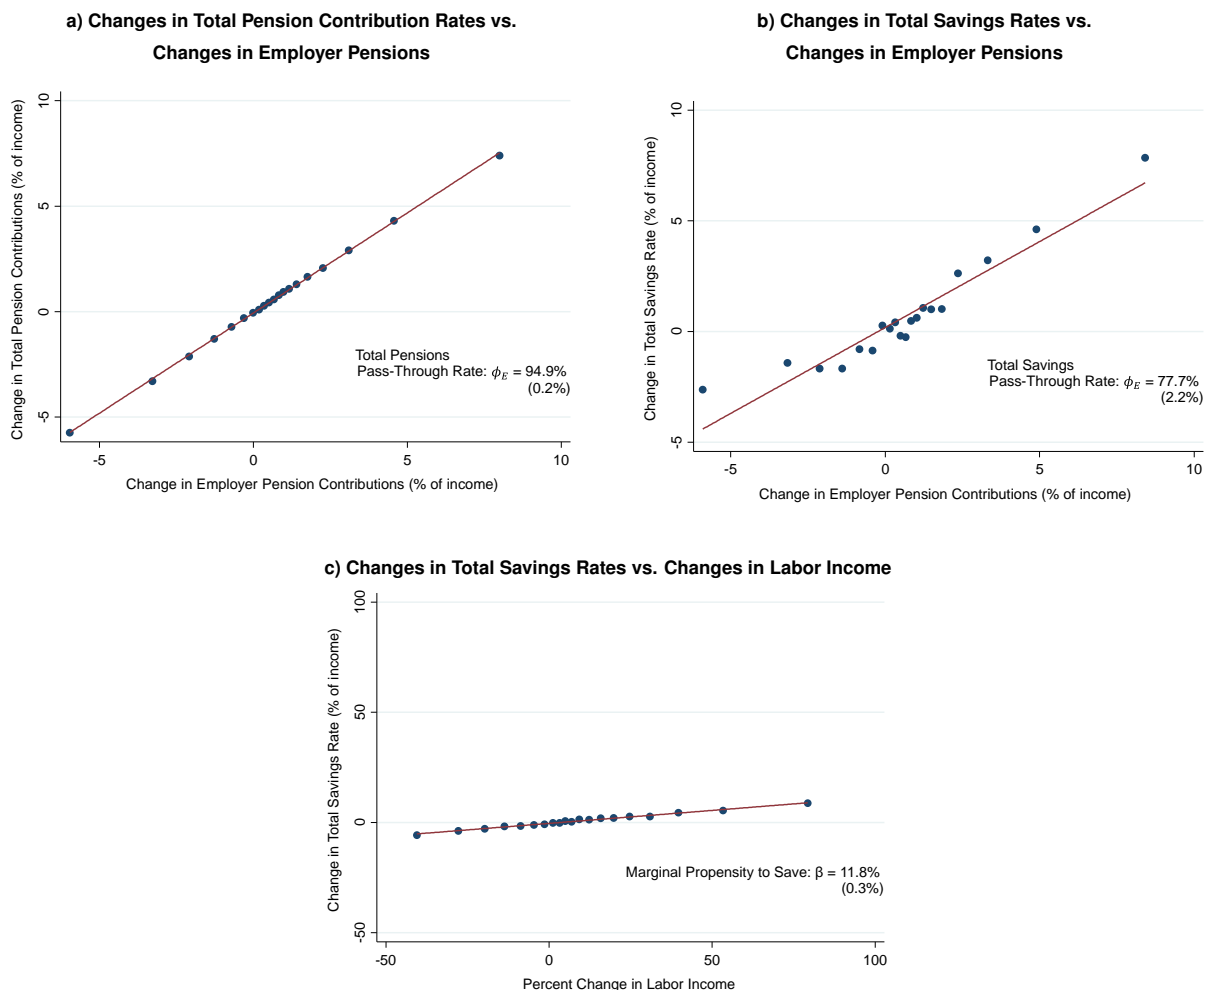 a) Changes in Total Pension Contribution Rates vs.
Changes in Employer Pensions
Change in Total Pension Contributions (% of income)
10
5
0
-5
Total Pensions
Pass-Through Rate: ϕ_E = 94.9%
(0.2%)
-5
0
5
10
Change in Employer Pension Contributions (% of income)
b) Changes in Total Savings Rates vs.
Changes in Employer Pensions
Change in Total Savings Rate (% of income)
10
5
0
-5
Total Savings
Pass-Through Rate: ϕ_E = 77.7%
(2.2%)
-5
0
5
10
Change in Employer Pension Contributions (% of income)
c) Changes in Total Savings Rates vs. Changes in Labor Income
Change in Total Savings Rate (% of income)
100
50
0
-50
Marginal Propensity to Save: β = 11.8%
(0.3%)
-50
0
50
100
Percent Change in Labor Income